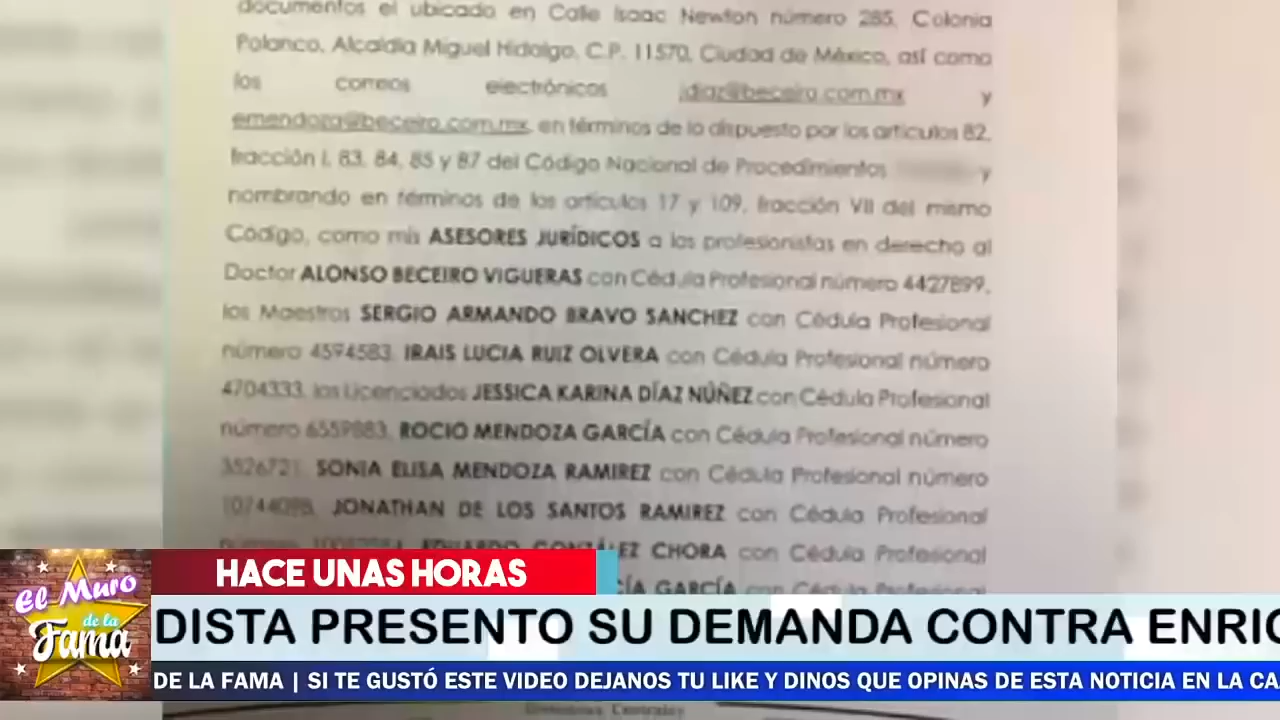 documentos el ubicado en Calle Isaac Newton número 285, Colonia
Polanco, Alcaldía Miguel Hidalgo, C.P. 11570, Ciudad de México, así como
los correos electrónicos jdiaz@beceiro.com.mx y
emendoza@beceiro.com.mx, en términos de lo dispuesto por los artículos 82,
fracción I, 83, 84, 85 y 87 del Código Nacional de Procedimientos y
nombrando en términos de los artículos 17 y 109, fracción VII del mismo
Código, como mis ASESORES JURÍDICOS a los profesionistas en derecho al
Doctor ALONSO BECEIRO VIGUERAS con Cédula Profesional número 4427899,
los Maestros SERGIO ARMANDO BRAVO SANCHEZ con Cédula Profesional
número 4594583, IRAIS LUCIA RUIZ OLVERA con Cédula Profesional número
4704333, los Licenciados JESSICA KARINA DÍAZ NÚÑEZ con Cédula Profesional
número 6559883, ROCIO MENDOZA GARCÍA con Cédula Profesional número
3526721, SONIA ELISA MENDOZA RAMIREZ con Cédula Profesional número
JONATHAN DE LOS SANTOS RAMIREZ con Cédula Profesional
EDUARDO GONZÁLEZ CHORA con Cédula Profesional
CÍA GARCÍA con Cédula Profesional
HACE UNAS HORAS
El Muro
de la
Fama
DISTA PRESENTO SU DEMANDA CONTRA ENRIC
DE LA FAMA | SI TE GUSTÓ ESTE VIDEO DEJANOS TU LIKE Y DINOS QUE OPINAS DE ESTA NOTICIA EN LA CA